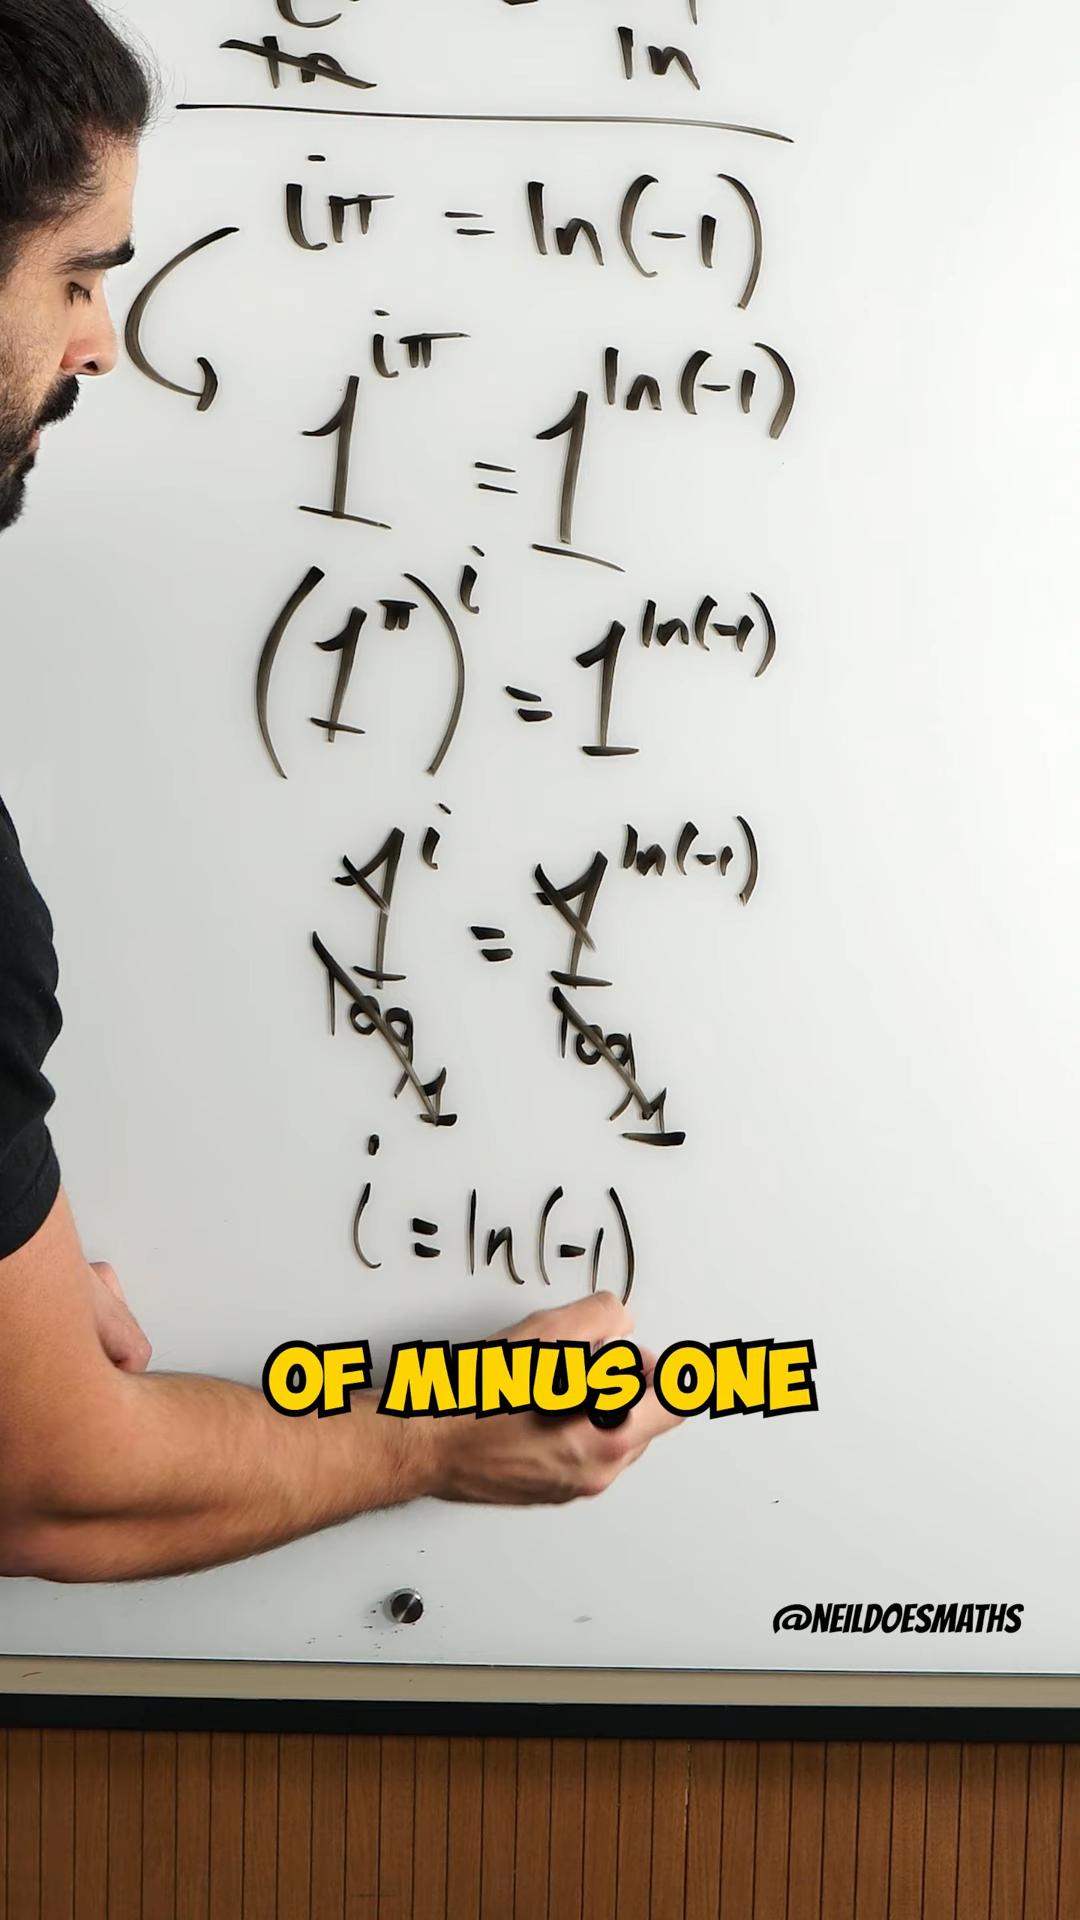 ln ln
iπ = ln(-1)
1^iπ = 1^ln(-1)
(1^π)^i = 1^ln(-1)
1^i = 1^ln(-1)
log₁ log₁
i = ln(-1)
OF MINUS ONE
@NEILDOESMATHS